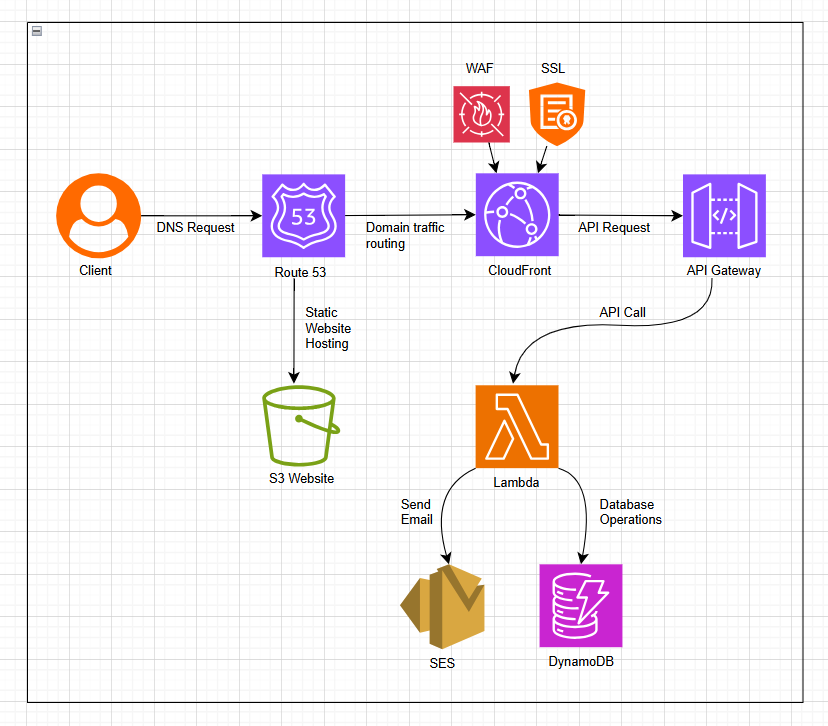 WAF
SSL
53
</>
DNS Request
Domain traffic
routing
API Request
Client
Route 53
CloudFront
API Gateway
Static
Website
Hosting
API Call
S3 Website
Lambda
Send
Email
Database
Operations
SES
DynamoDB